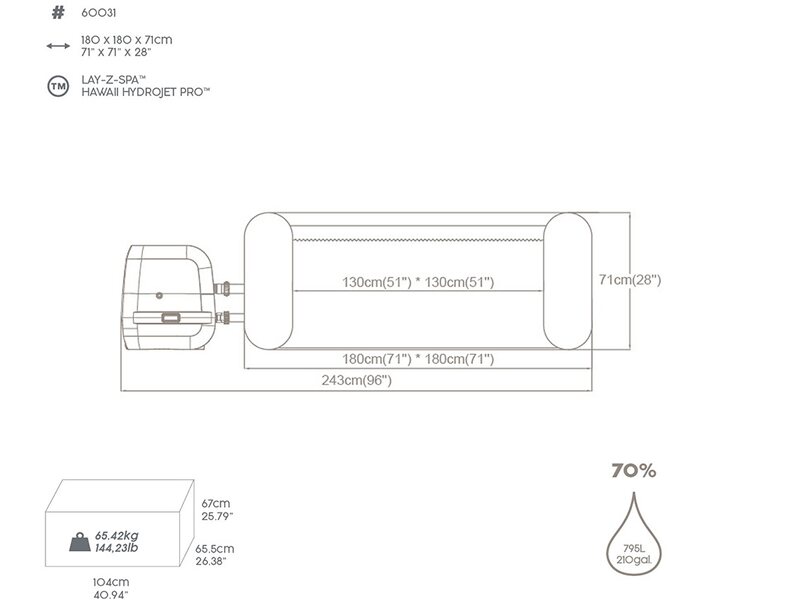 # 60031
180 x 180 x 71cm
71" x 71" x 28"
TM
LAY-Z-SPA™
HAWAII HYDROJET PRO™
130cm(51") * 130cm(51")
71cm(28")
180cm(71") * 180cm(71")
243cm(96")
70%
795L
210gal.
67cm
25.79"
65.42kg
144,23lb
65.5cm
26.38"
104cm
40.94"